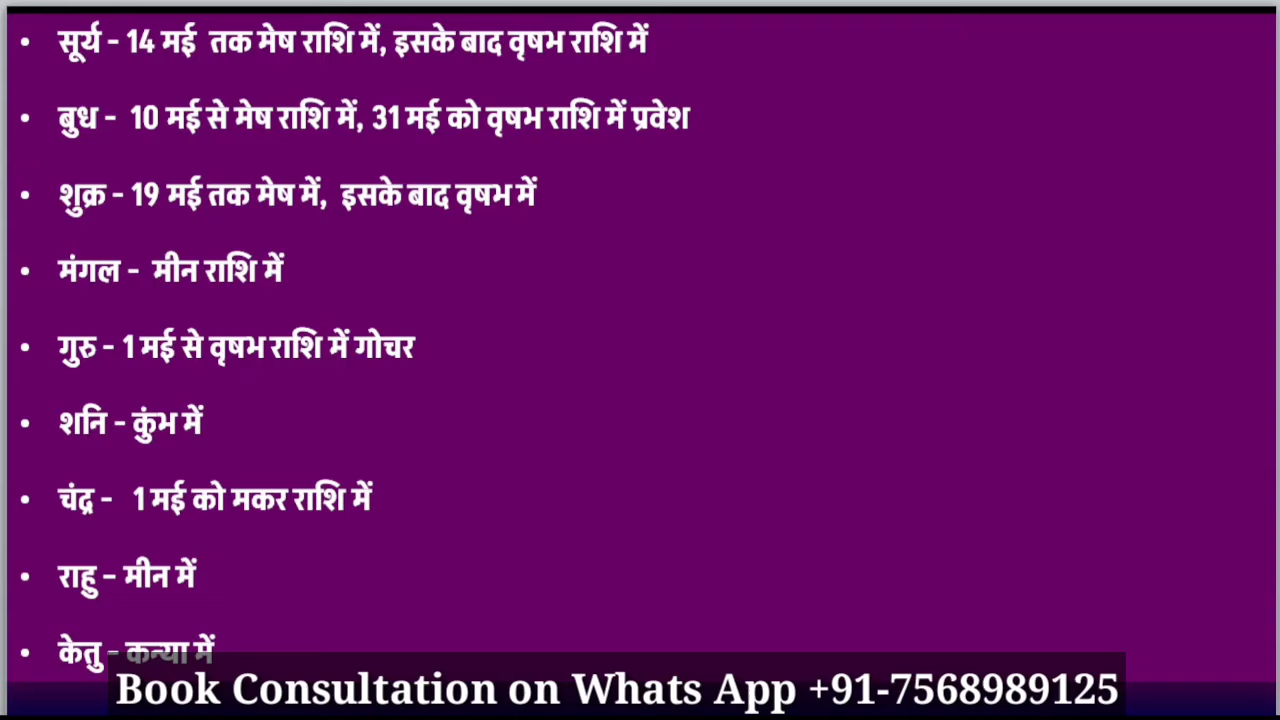 • सूर्य - 14 मई तक मेष राशि में, इसके बाद वृषभ राशि में
• बुध - 10 मई से मेष राशि में, 31 मई को वृषभ राशि में प्रवेश
• शुक्र - 19 मई तक मेष में, इसके बाद वृषभ में
• मंगल - मीन राशि में
• गुरु - 1 मई से वृषभ राशि में गोचर
• शनि - कुंभ में
• चंद्र - 1 मई को मकर राशि में
• राहु - मीन में
• केतु - कन्या में
Book Consultation on Whats App +91-7568989125